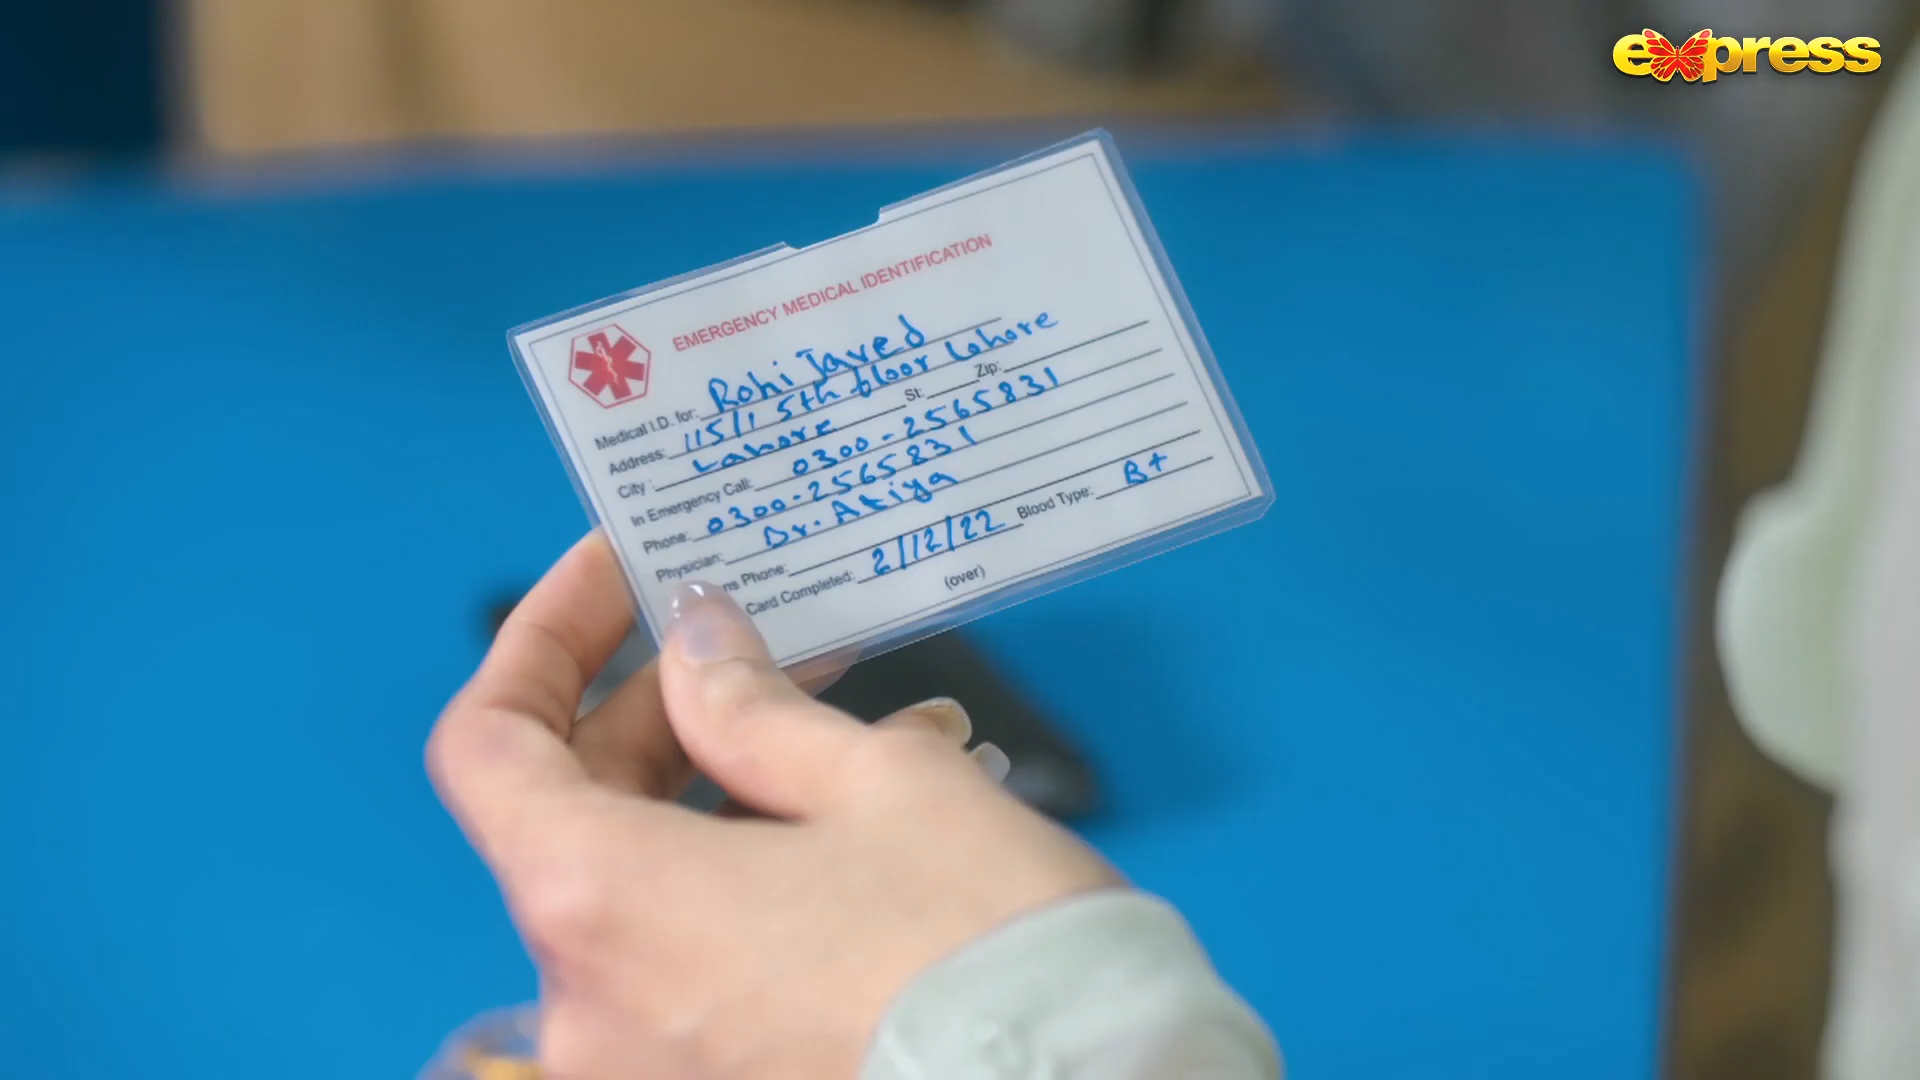 express
EMERGENCY MEDICAL IDENTIFICATION
Medical I.D. for: Rohi Javed
Address: 115/1 5th floor Lahore
City: Lahore St: Zip:
In Emergency Call: 0300-2565831
Phone: 0300-2565831
Physician: Dr. Atiya
ns Phone:
Card Completed: 2/12/22 Blood Type: B+
(over)